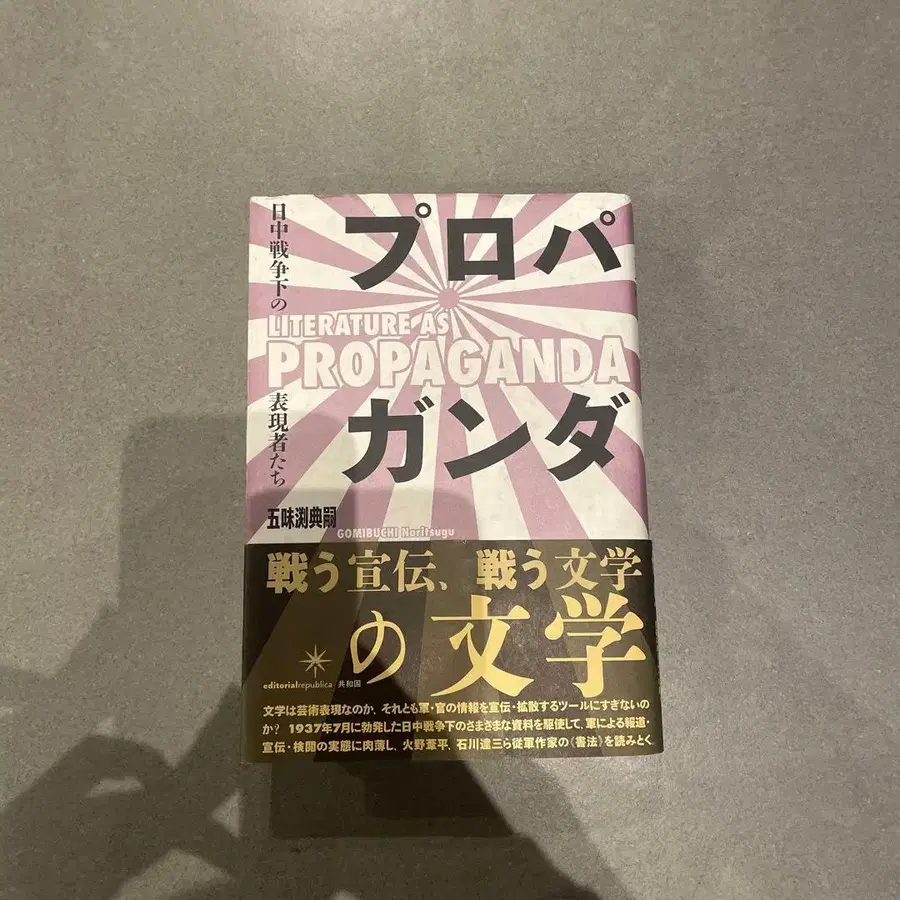 プロパ
ガンダ
の文学
日中戦争下の
表現者たち
LITERATURE AS
PROPAGANDA
五味渕典嗣
GOMIBUCHI Noritsugu
戦う宣伝、戦う文学
editorialrepublica 共和国
文学は芸術表現なのか、それとも軍・官の情報を宣伝・拡散するツールにすぎないの
か? 1937年7月に勃発した日中戦争下のさまざまな資料を駆使して、軍による報道・
宣伝・検閲の実態に肉薄し、火野葦平、石川達三ら従軍作家の《書法》を読みとく。